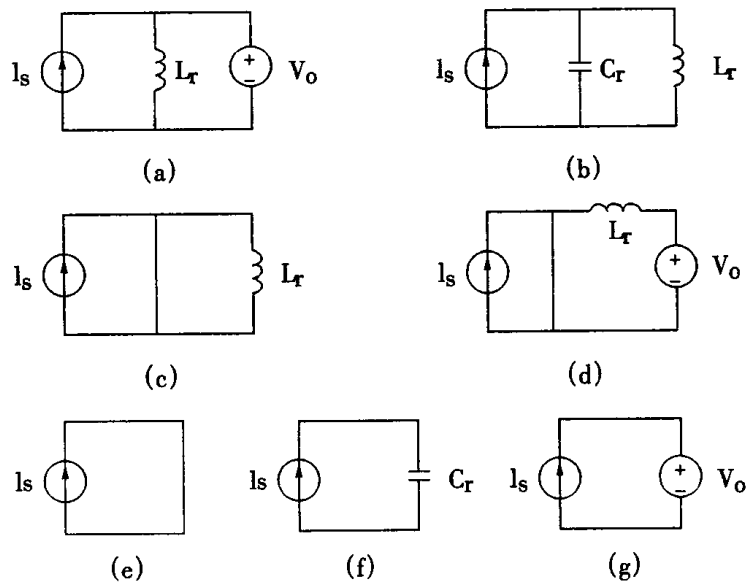 Is Lr + − Vo
(a)
Is Cr Lr
(b)
Is Lr
(c)
Is Lr + − Vo
(d)
Is
(e)
Is Cr
(f)
Is + − Vo
(g)